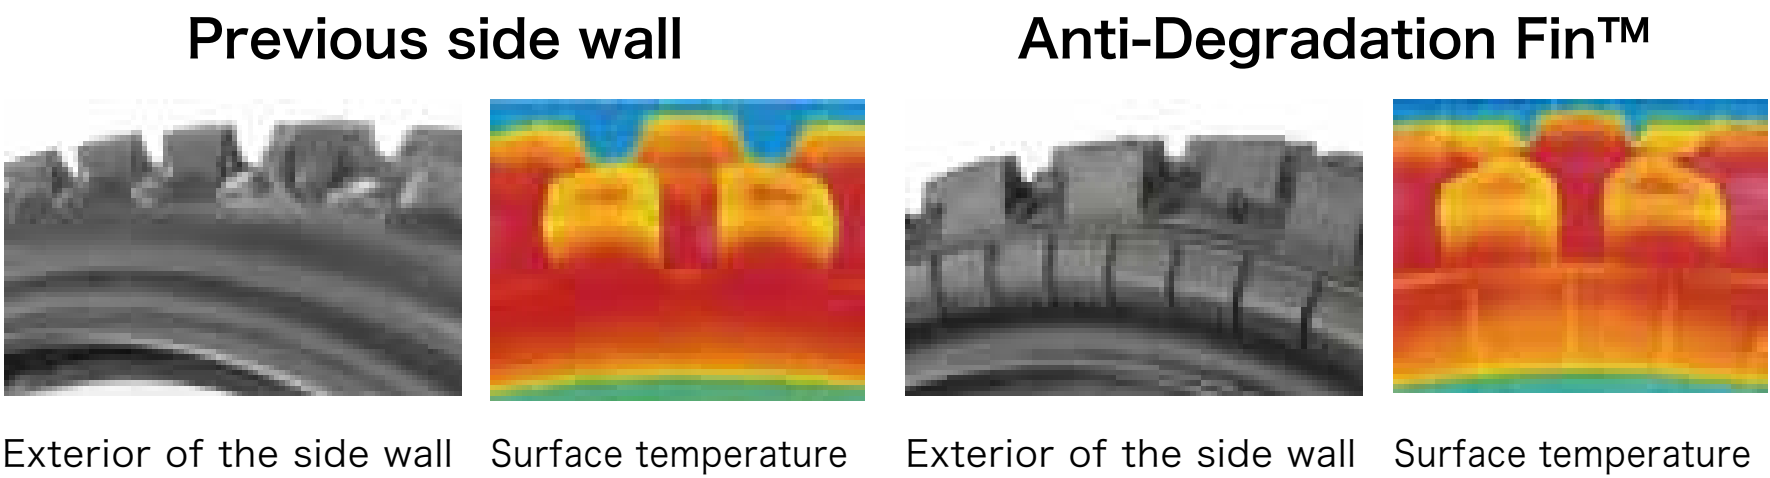 Previous side wall
Anti-Degradation Fin™
Exterior of the side wall
Surface temperature
Exterior of the side wall
Surface temperature